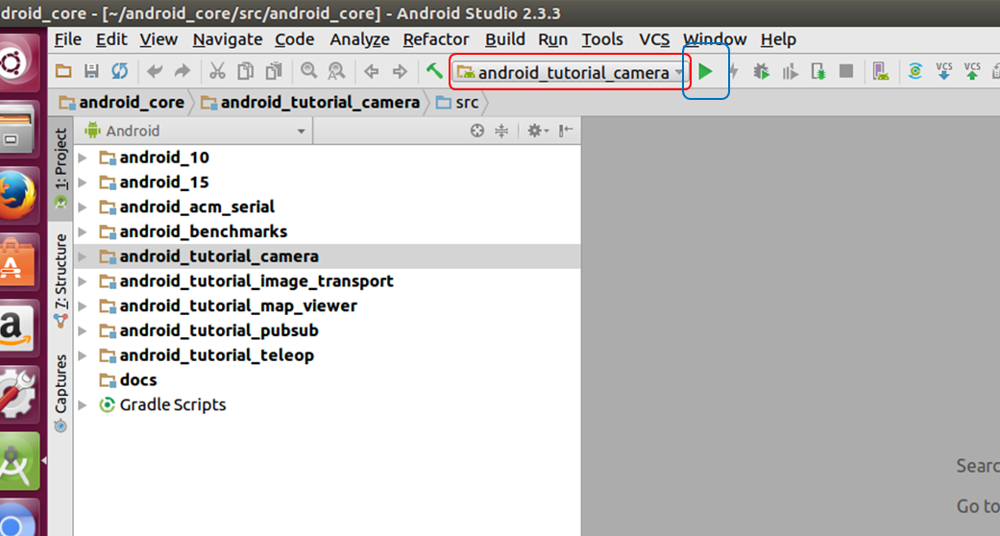 droid_core - [~/android_core/src/android_core] - Android Studio 2.3.3
File Edit View Navigate Code Analyze Refactor Build Run Tools VCS Window Help
android_tutorial_camera VCS VCS
android_core android_tutorial_camera src
1: Project
Android
android_10
android_15
android_acm_serial
android_benchmarks
7: Structure
android_tutorial_camera
android_tutorial_image_transport
android_tutorial_map_viewer
android_tutorial_pubsub
Captures
android_tutorial_teleop
docs
Gradle Scripts
Searc
Go to
a